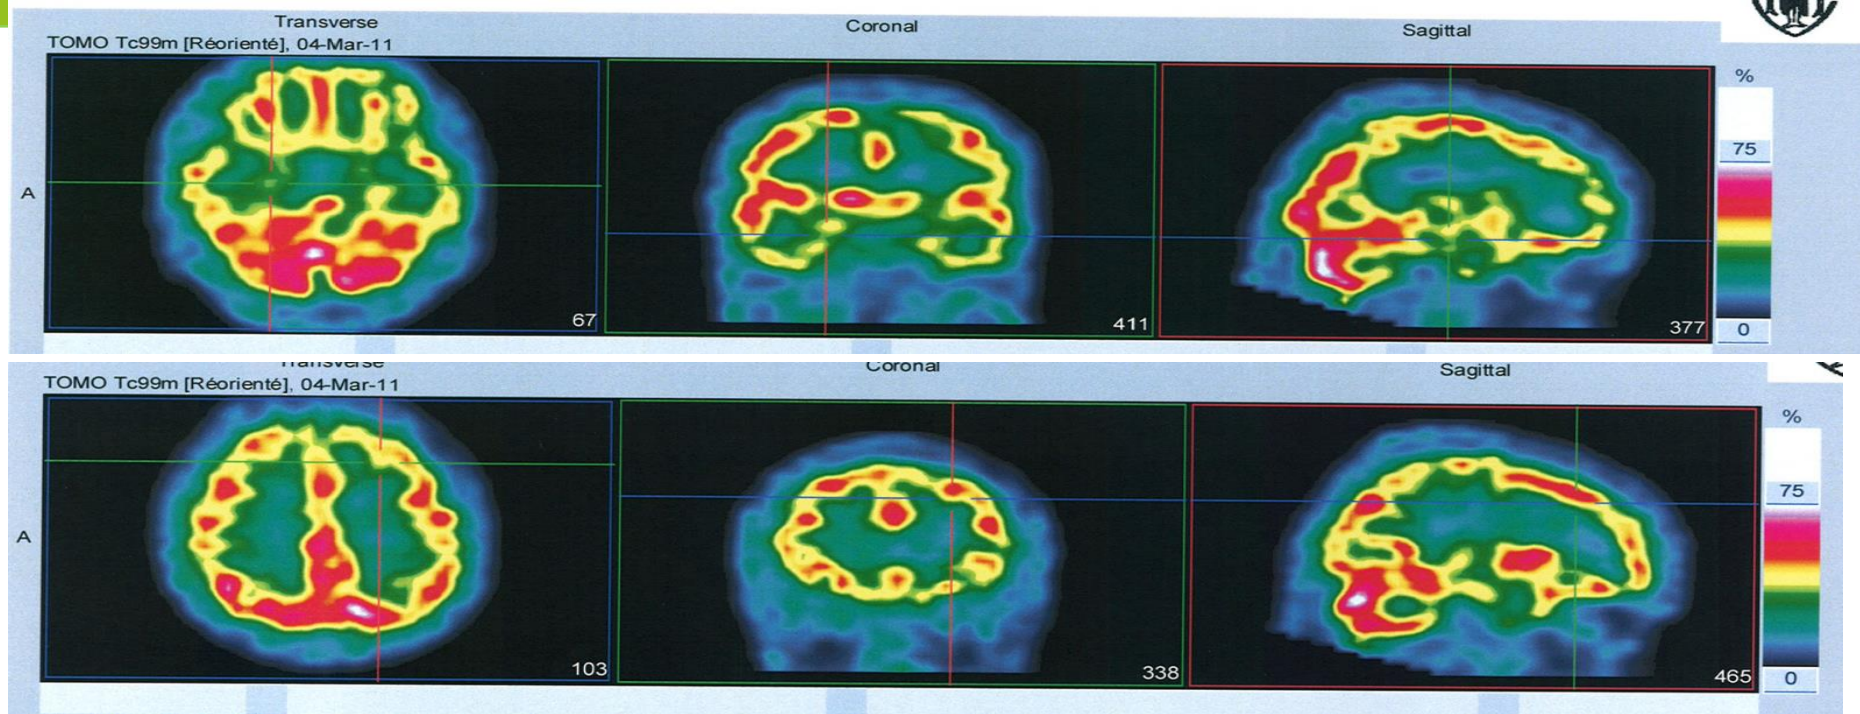 Transverse
Coronal
Sagittal
TOMO Tc99m [Réorienté], 04-Mar-11
%
75
A
67
411
377
0
Transverse
Coronal
Sagittal
TOMO Tc99m [Réorienté], 04-Mar-11
%
75
A
103
338
465
0